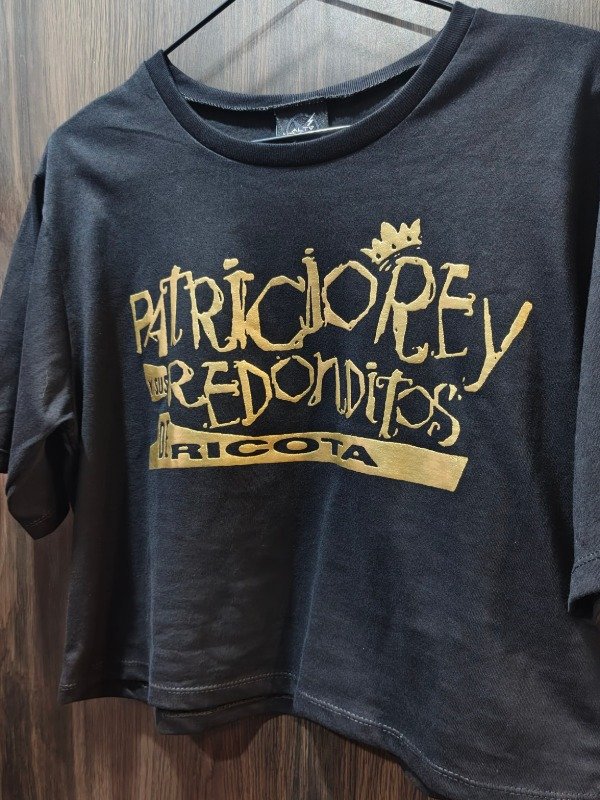 PATRICIO REY
Y SUS REDONDITOS
DE RICOTA